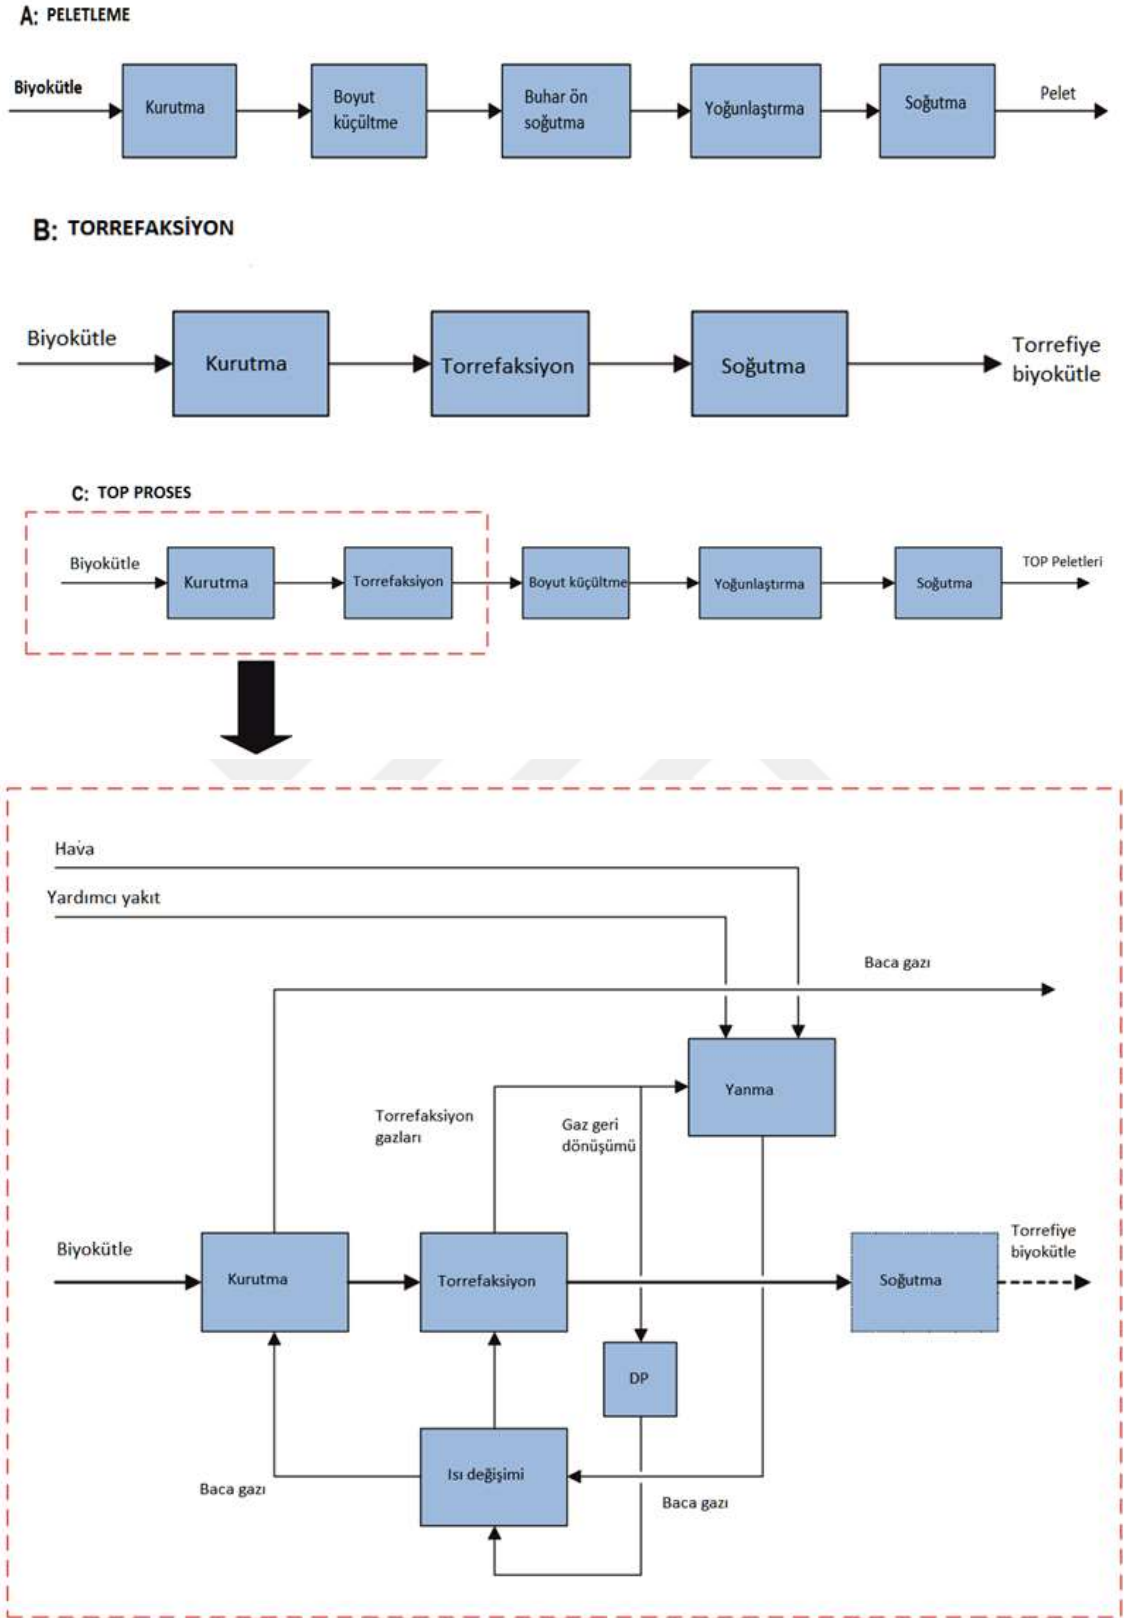 A: PELETLEME
Biyokütle
Kurutma
Boyut
küçültme
Buhar ön
soğutma
Yoğunlaştırma
Soğutma
Pelet
B: TORREFAKSİYON
Biyokütle
Kurutma
Torrefaksiyon
Soğutma
Torrefiye
biyokütle
C: TOP PROSES
Biyokütle
Kurutma
Torrefaksiyon
Boyut küçültme
Yoğunlaştırma
Soğutma
TOP Peletleri
Hava
Yardımcı yakıt
Baca gazı
Yanma
Torrefaksiyon
gazları
Gaz geri
dönüşümü
Biyokütle
Kurutma
Torrefaksiyon
Soğutma
Torrefiye
biyokütle
DP
Isı değişimi
Baca gazı
Baca gazı